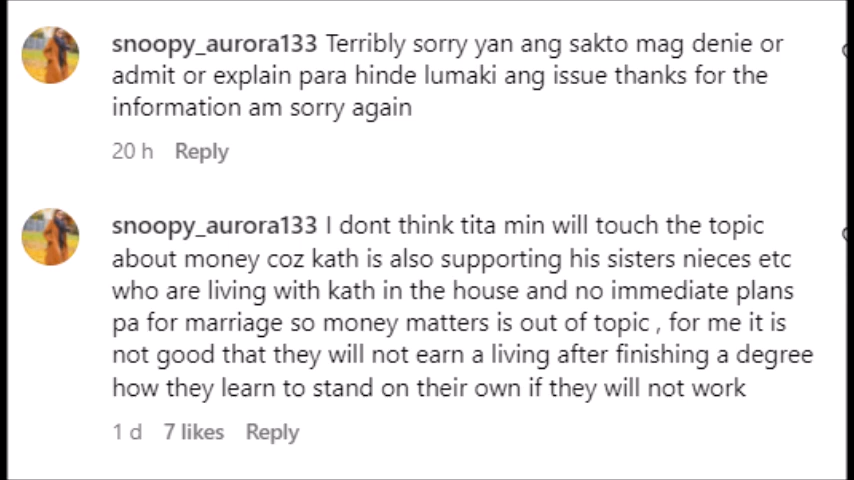 snoopy_aurora133 Terribly sorry yan ang sakto mag denie or
admit or explain para hinde lumaki ang issue thanks for the
information am sorry again
20 h Reply
snoopy_aurora133 I dont think tita min will touch the topic
about money coz kath is also supporting his sisters nieces etc
who are living with kath in the house and no immediate plans
pa for marriage so money matters is out of topic , for me it is
not good that they will not earn a living after finishing a degree
how they learn to stand on their own if they will not work
1 d 7 likes Reply